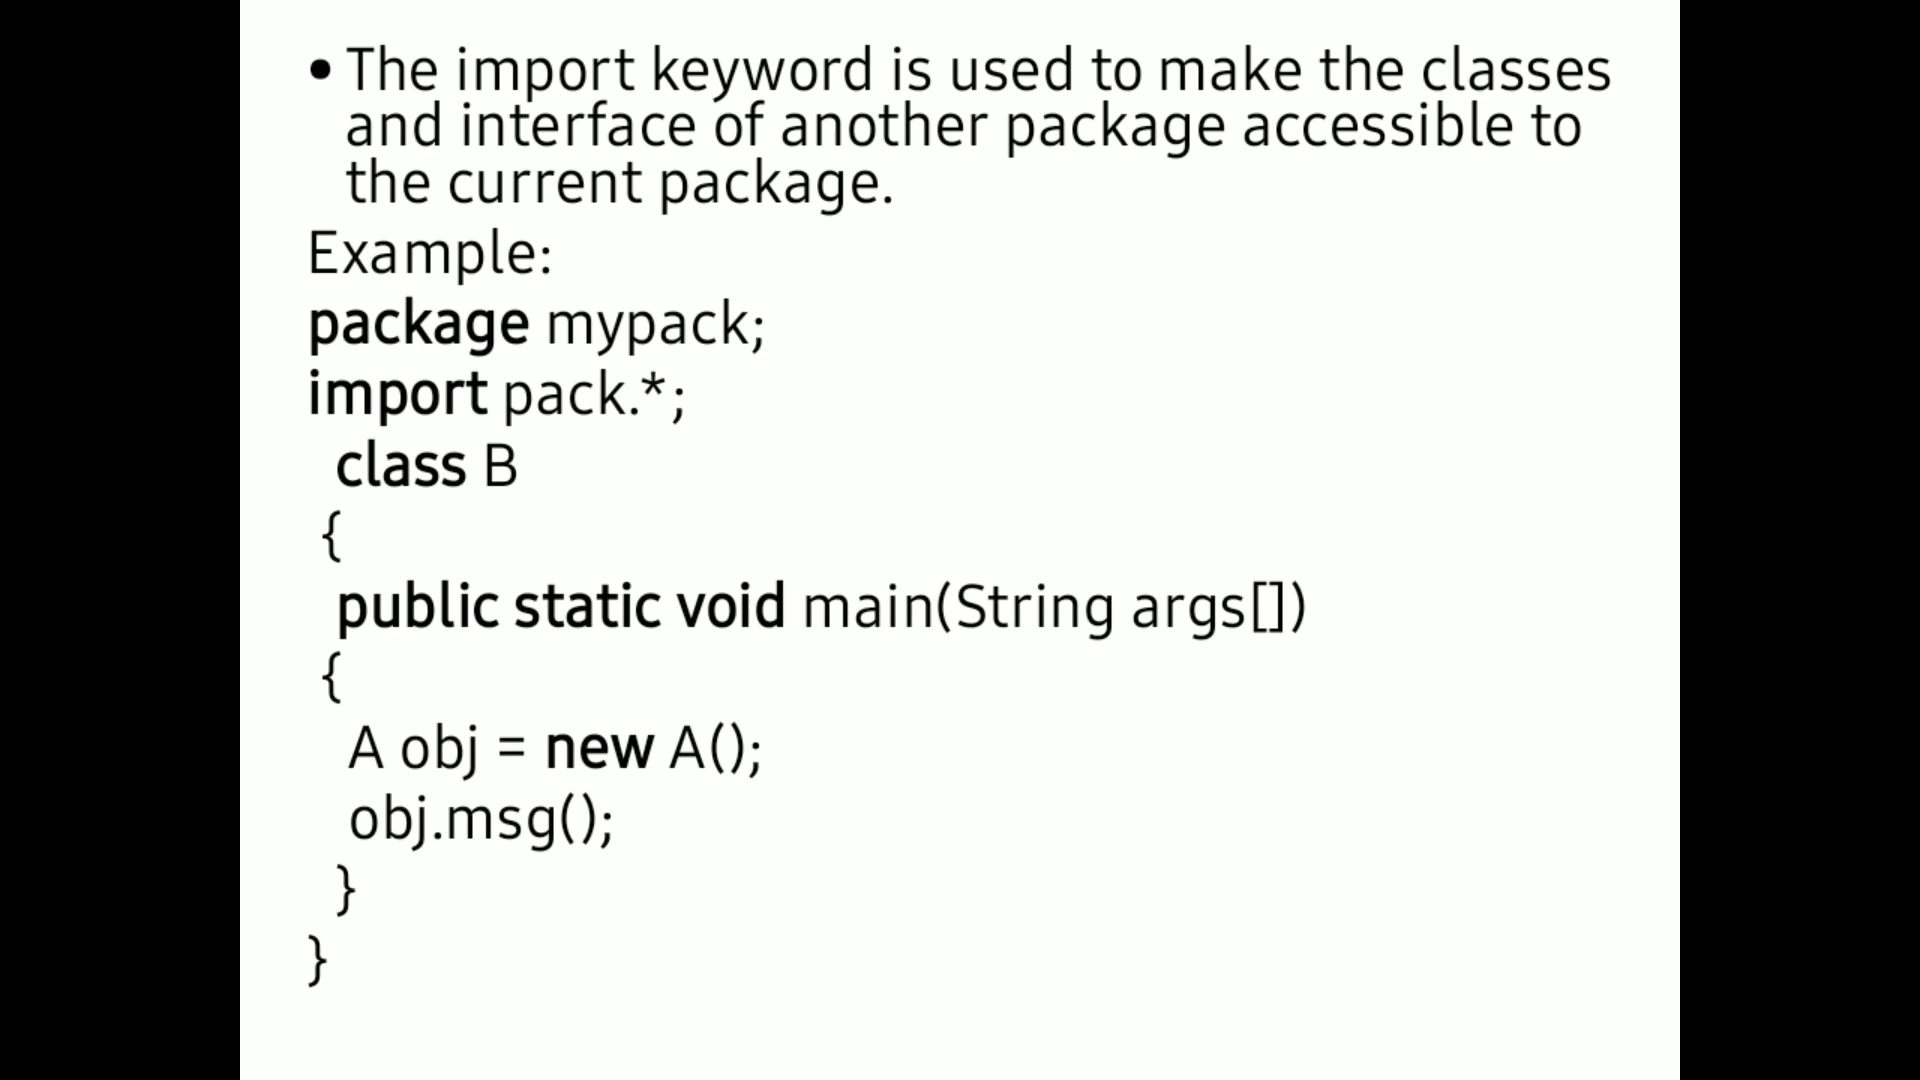 • The import keyword is used to make the classes
and interface of another package accessible to
the current package.
Example:
package mypack;
import pack.*;
class B
{
public static void main(String args[])
{
A obj = new A();
obj.msg();
}
}